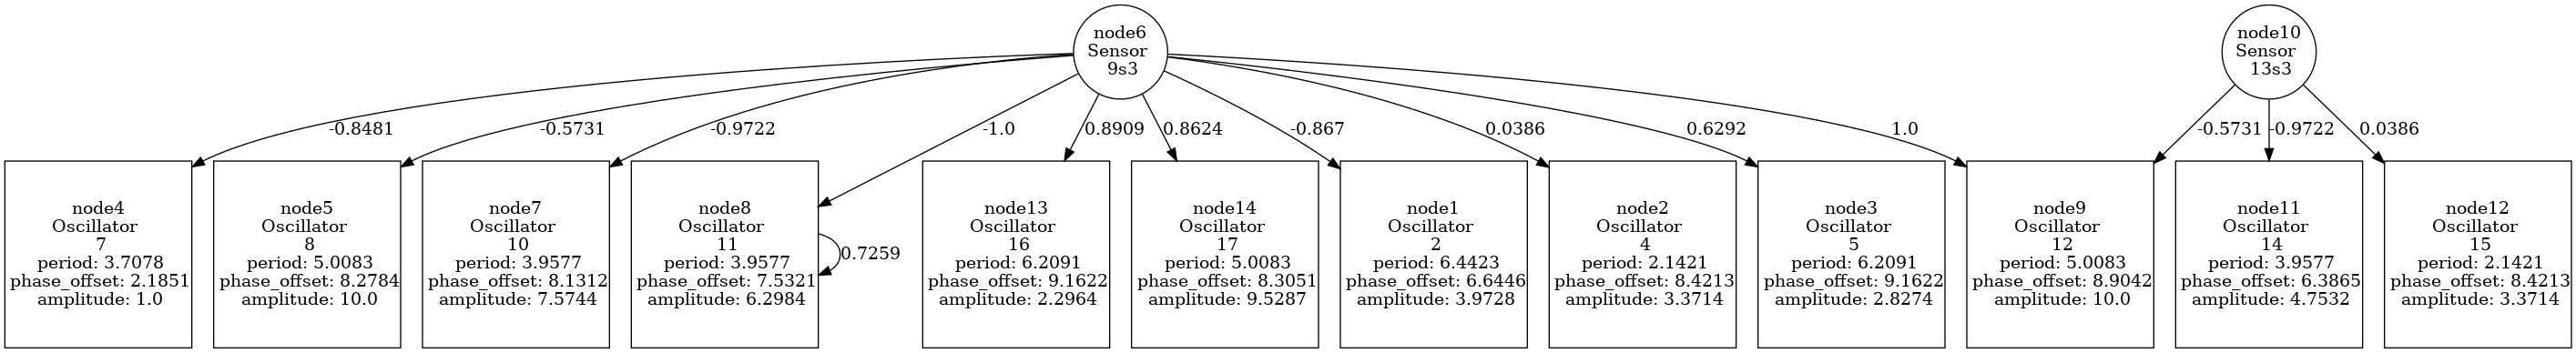 node6
Sensor
9s3
node10
Sensor
13s3
-0.8481
-0.5731
-0.9722
-1.0
0.8909
0.8624
-0.867
0.0386
0.6292
1.0
-0.5731
-0.9722
0.0386
node4
Oscillator
7
period: 3.7078
phase_offset: 2.1851
amplitude: 1.0
node5
Oscillator
8
period: 5.0083
phase_offset: 8.2784
amplitude: 10.0
node7
Oscillator
10
period: 3.9577
phase_offset: 8.1312
amplitude: 7.5744
node8
Oscillator
11
period: 3.9577
phase_offset: 7.5321
amplitude: 6.2984
0.7259
node13
Oscillator
16
period: 6.2091
phase_offset: 9.1622
amplitude: 2.2964
node14
Oscillator
17
period: 5.0083
phase_offset: 8.3051
amplitude: 9.5287
node1
Oscillator
2
period: 6.4423
phase_offset: 6.6446
amplitude: 3.9728
node2
Oscillator
4
period: 2.1421
phase_offset: 8.4213
amplitude: 3.3714
node3
Oscillator
5
period: 6.2091
phase_offset: 9.1622
amplitude: 2.8274
node9
Oscillator
12
period: 5.0083
phase_offset: 8.9042
amplitude: 10.0
node11
Oscillator
14
period: 3.9577
phase_offset: 6.3865
amplitude: 4.7532
node12
Oscillator
15
period: 2.1421
phase_offset: 8.4213
amplitude: 3.3714